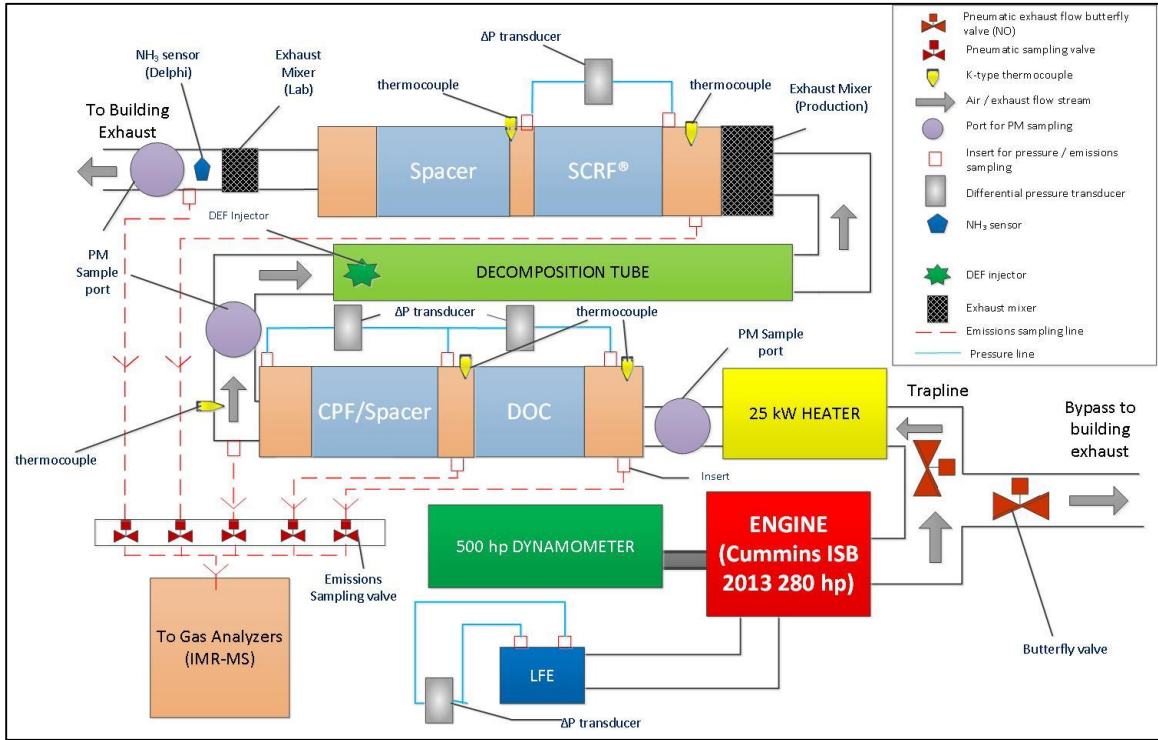 ΔP transducer
NH₃ sensor
(Delphi)
Exhaust
Mixer
(Lab)
thermocouple
thermocouple
Exhaust Mixer
(Production)
To Building
Exhaust
Spacer
SCRF®
DEF Injector
PM
Sample
port
DECOMPOSITION TUBE
ΔP transducer
thermocouple
PM Sample
port
CPF/Spacer
DOC
25 kW HEATER
Trapline
Bypass to
building
exhaust
thermocouple
Insert
500 hp DYNAMOMETER
ENGINE
(Cummins ISB
2013 280 hp)
Emissions
Sampling valve
To Gas Analyzers
(IMR-MS)
LFE
Butterfly valve
ΔP transducer
Pneumatic exhaust flow butterfly
valve (NO)
Pneumatic sampling valve
K-type thermocouple
Air / exhaust flow stream
Port for PM sampling
Insert for pressure / emissions
sampling
Differential pressure transducer
NH₃ sensor
DEF injector
Exhaust mixer
Emissions sampling line
Pressure line